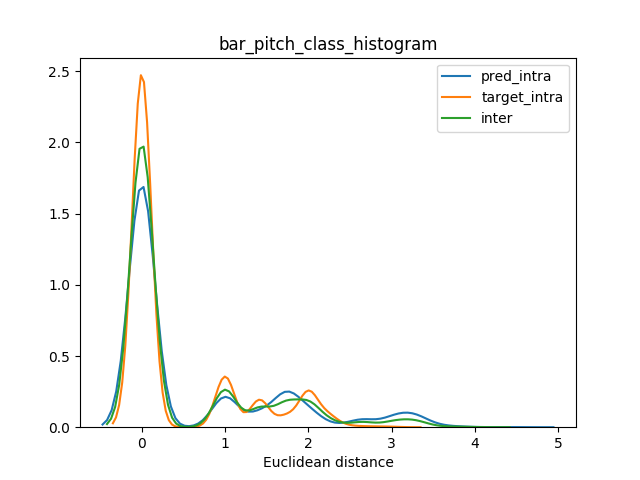 bar_pitch_class_histogram
pred_intra
target_intra
inter
2.5
2.0
1.5
1.0
0.5
0.0
0 1 2 3 4 5
Euclidean distance